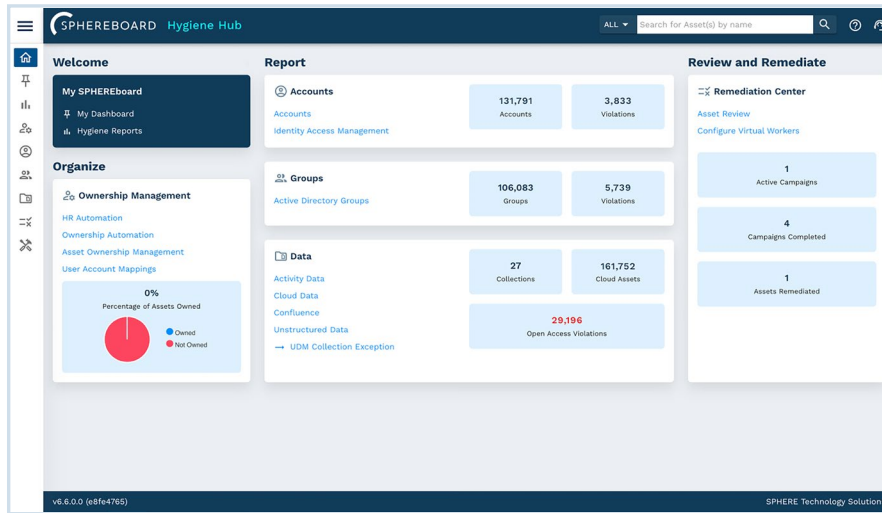 SPHEREBOARD Hygiene Hub
ALL
Search for Asset(s) by name
Welcome
My SPHEREboard
My Dashboard
Hygiene Reports
Organize
Ownership Management
HR Automation
Ownership Automation
Asset Ownership Management
User Account Mappings
0%
Percentage of Assets Owned
Owned
Not Owned
Report
Accounts
Accounts
Identity Access Management
131,791
Accounts
3,833
Violations
Groups
Active Directory Groups
106,083
Groups
5,739
Violations
Data
Activity Data
Cloud Data
Confluence
Unstructured Data
→ UDM Collection Exception
27
Collections
161,752
Cloud Assets
29,196
Open Access Violations
Review and Remediate
Remediation Center
Asset Review
Configure Virtual Workers
1
Active Campaigns
4
Campaigns Completed
1
Assets Remediated
v6.6.0.0 (e8fe4765)
SPHERE Technology Solution